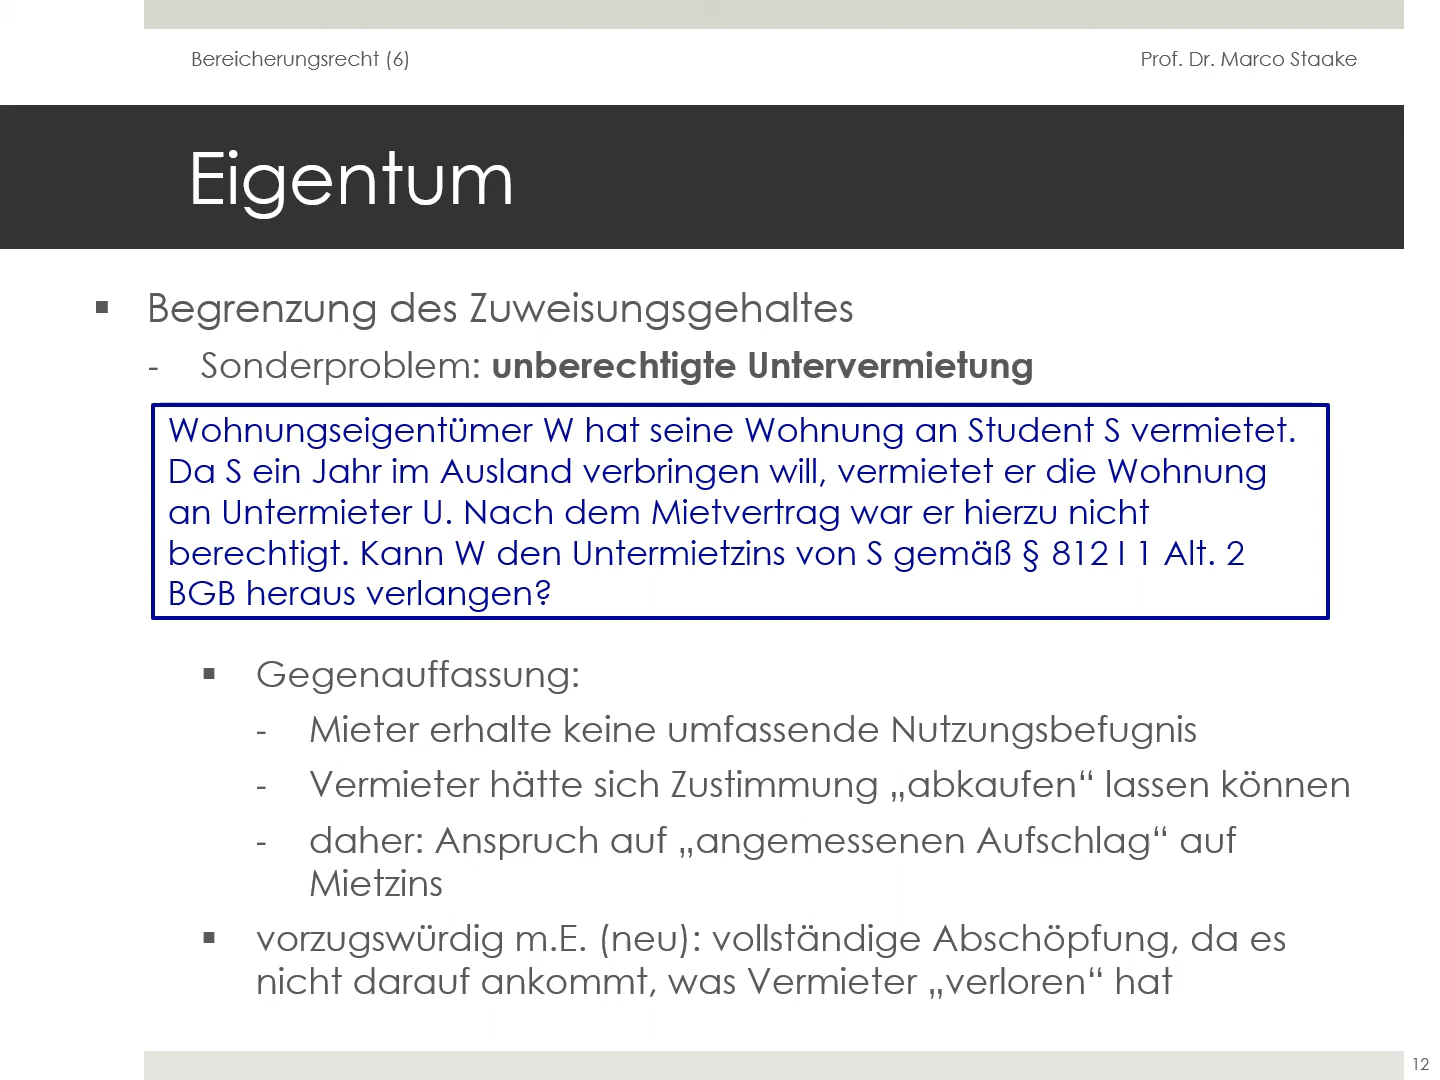 Bereicherungsrecht (6)
Prof. Dr. Marco Staake
Eigentum
▪ Begrenzung des Zuweisungsgehaltes
- Sonderproblem: unberechtigte Untervermietung
Wohnungseigentümer W hat seine Wohnung an Student S vermietet.
Da S ein Jahr im Ausland verbringen will, vermietet er die Wohnung
an Untermieter U. Nach dem Mietvertrag war er hierzu nicht
berechtigt. Kann W den Untermietzins von S gemäß § 812 I 1 Alt. 2
BGB heraus verlangen?
▪ Gegenauffassung:
- Mieter erhalte keine umfassende Nutzungsbefugnis
- Vermieter hätte sich Zustimmung „abkaufen“ lassen können
- daher: Anspruch auf „angemessenen Aufschlag“ auf
Mietzins
▪ vorzugswürdig m.E. (neu): vollständige Abschöpfung, da es
nicht darauf ankommt, was Vermieter „verloren“ hat
12